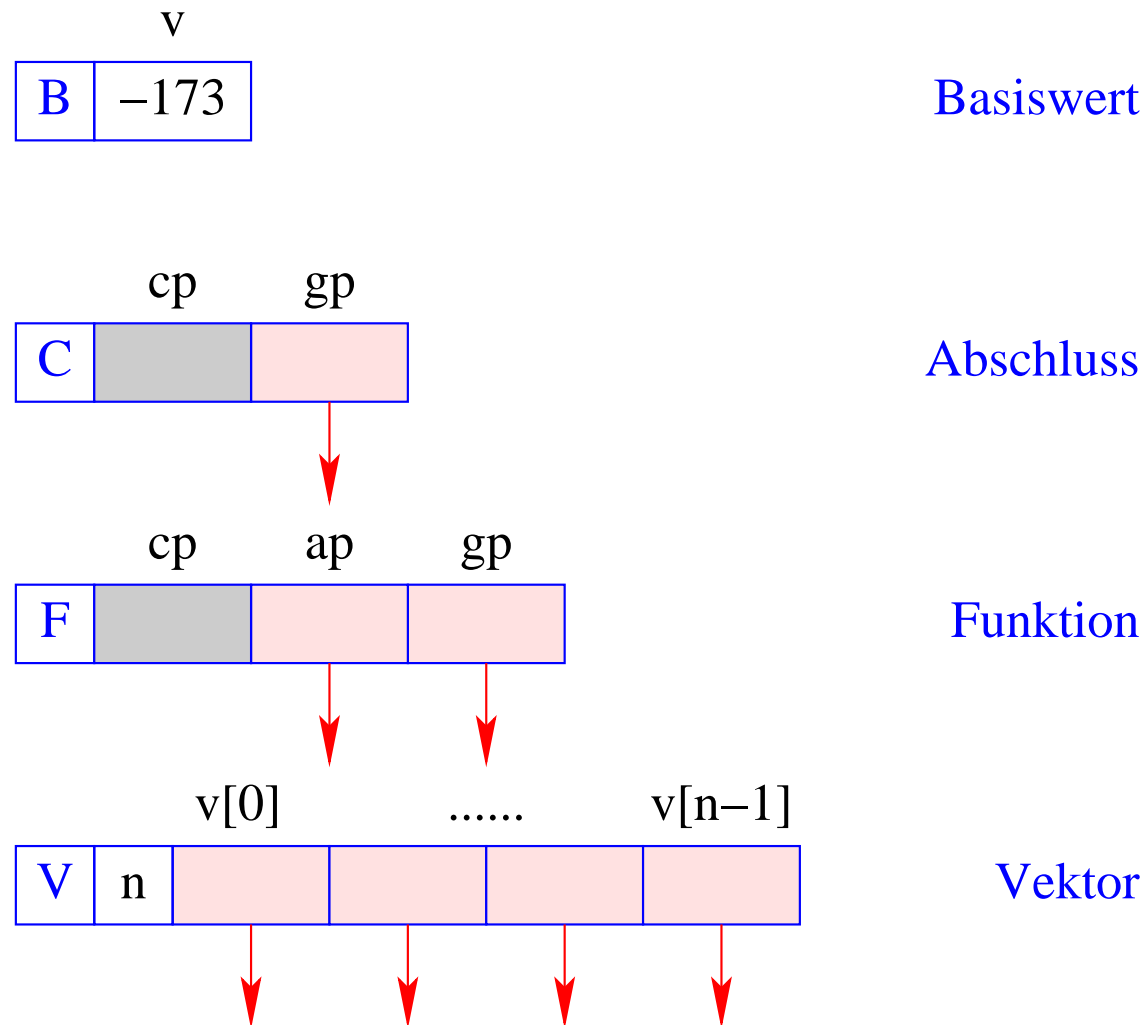 v
B −173 Basiswert
cp gp
C Abschluss
cp ap gp
F Funktion
v[0] ...... v[n−1]
V n Vektor